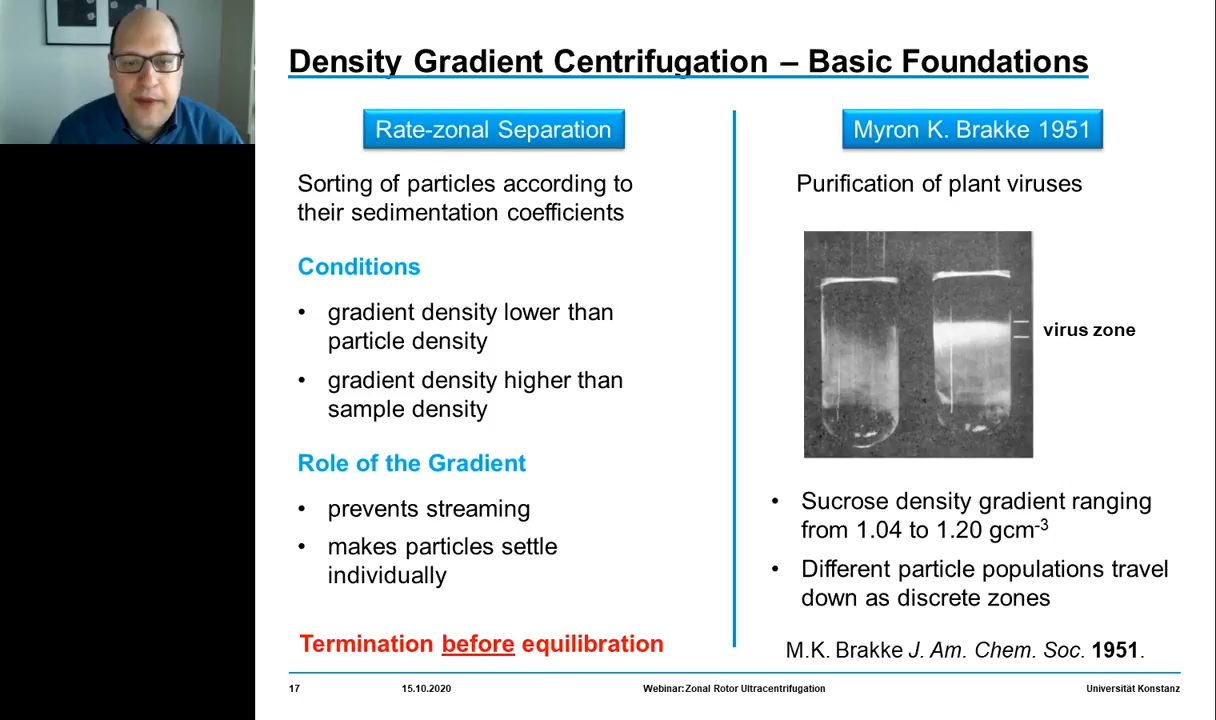 Density Gradient Centrifugation – Basic Foundations
Rate-zonal Separation
Sorting of particles according to
their sedimentation coefficients
Conditions
• gradient density lower than
particle density
• gradient density higher than
sample density
Role of the Gradient
• prevents streaming
• makes particles settle
individually
Termination before equilibration
Myron K. Brakke 1951
Purification of plant viruses
virus zone
• Sucrose density gradient ranging
from 1.04 to 1.20 gcm-3
• Different particle populations travel
down as discrete zones
M.K. Brakke J. Am. Chem. Soc. 1951.
17 15.10.2020 Webinar: Zonal Rotor Ultracentrifugation Universität Konstanz